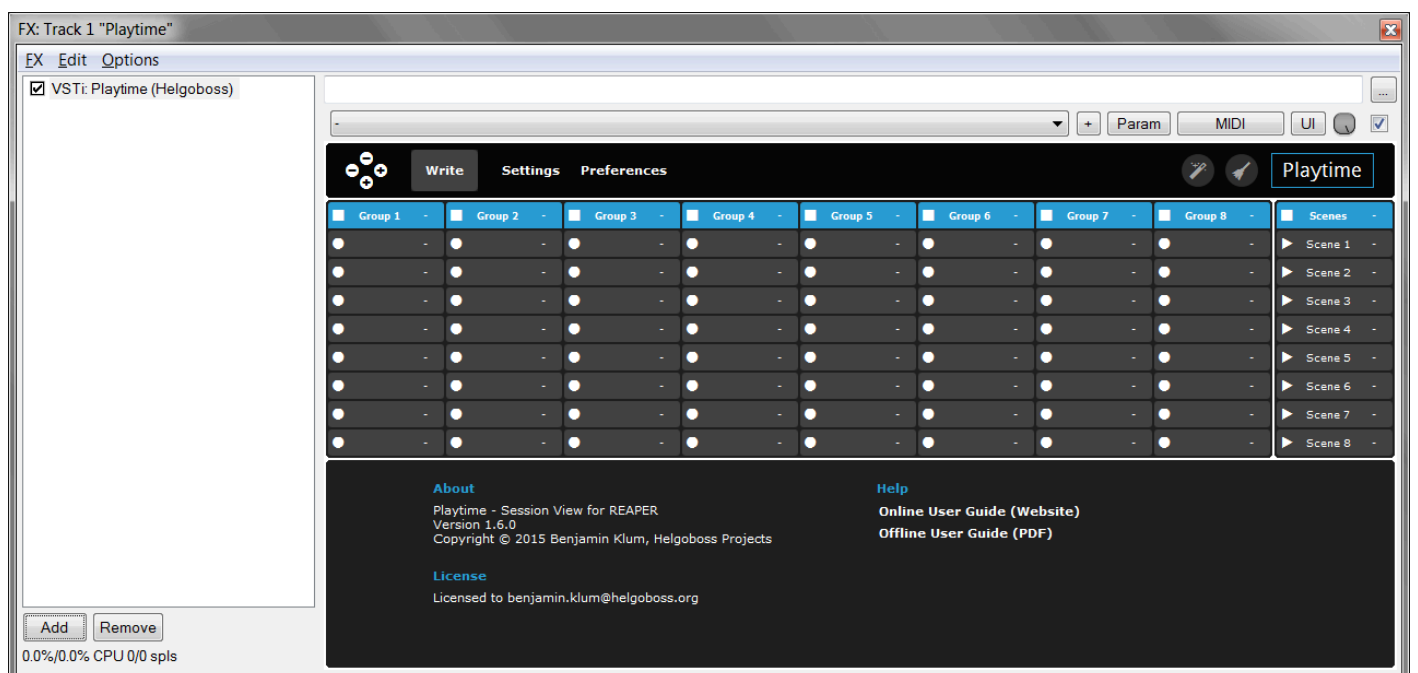 FX: Track 1 "Playtime"
FX Edit Options
VSTi: Playtime (Helgoboss)
...
- + Param MIDI UI
Write Settings Preferences Playtime
Group 1 - Group 2 - Group 3 - Group 4 - Group 5 - Group 6 - Group 7 - Group 8 - Scenes -
- - - - - - - - Scene 1 -
- - - - - - - - Scene 2 -
- - - - - - - - Scene 3 -
- - - - - - - - Scene 4 -
- - - - - - - - Scene 5 -
- - - - - - - - Scene 6 -
- - - - - - - - Scene 7 -
- - - - - - - - Scene 8 -
About
Playtime - Session View for REAPER
Version 1.6.0
Copyright © 2015 Benjamin Klum, Helgoboss Projects
License
Licensed to benjamin.klum@helgoboss.org
Help
Online User Guide (Website)
Offline User Guide (PDF)
Add Remove
0.0%/0.0% CPU 0/0 spls